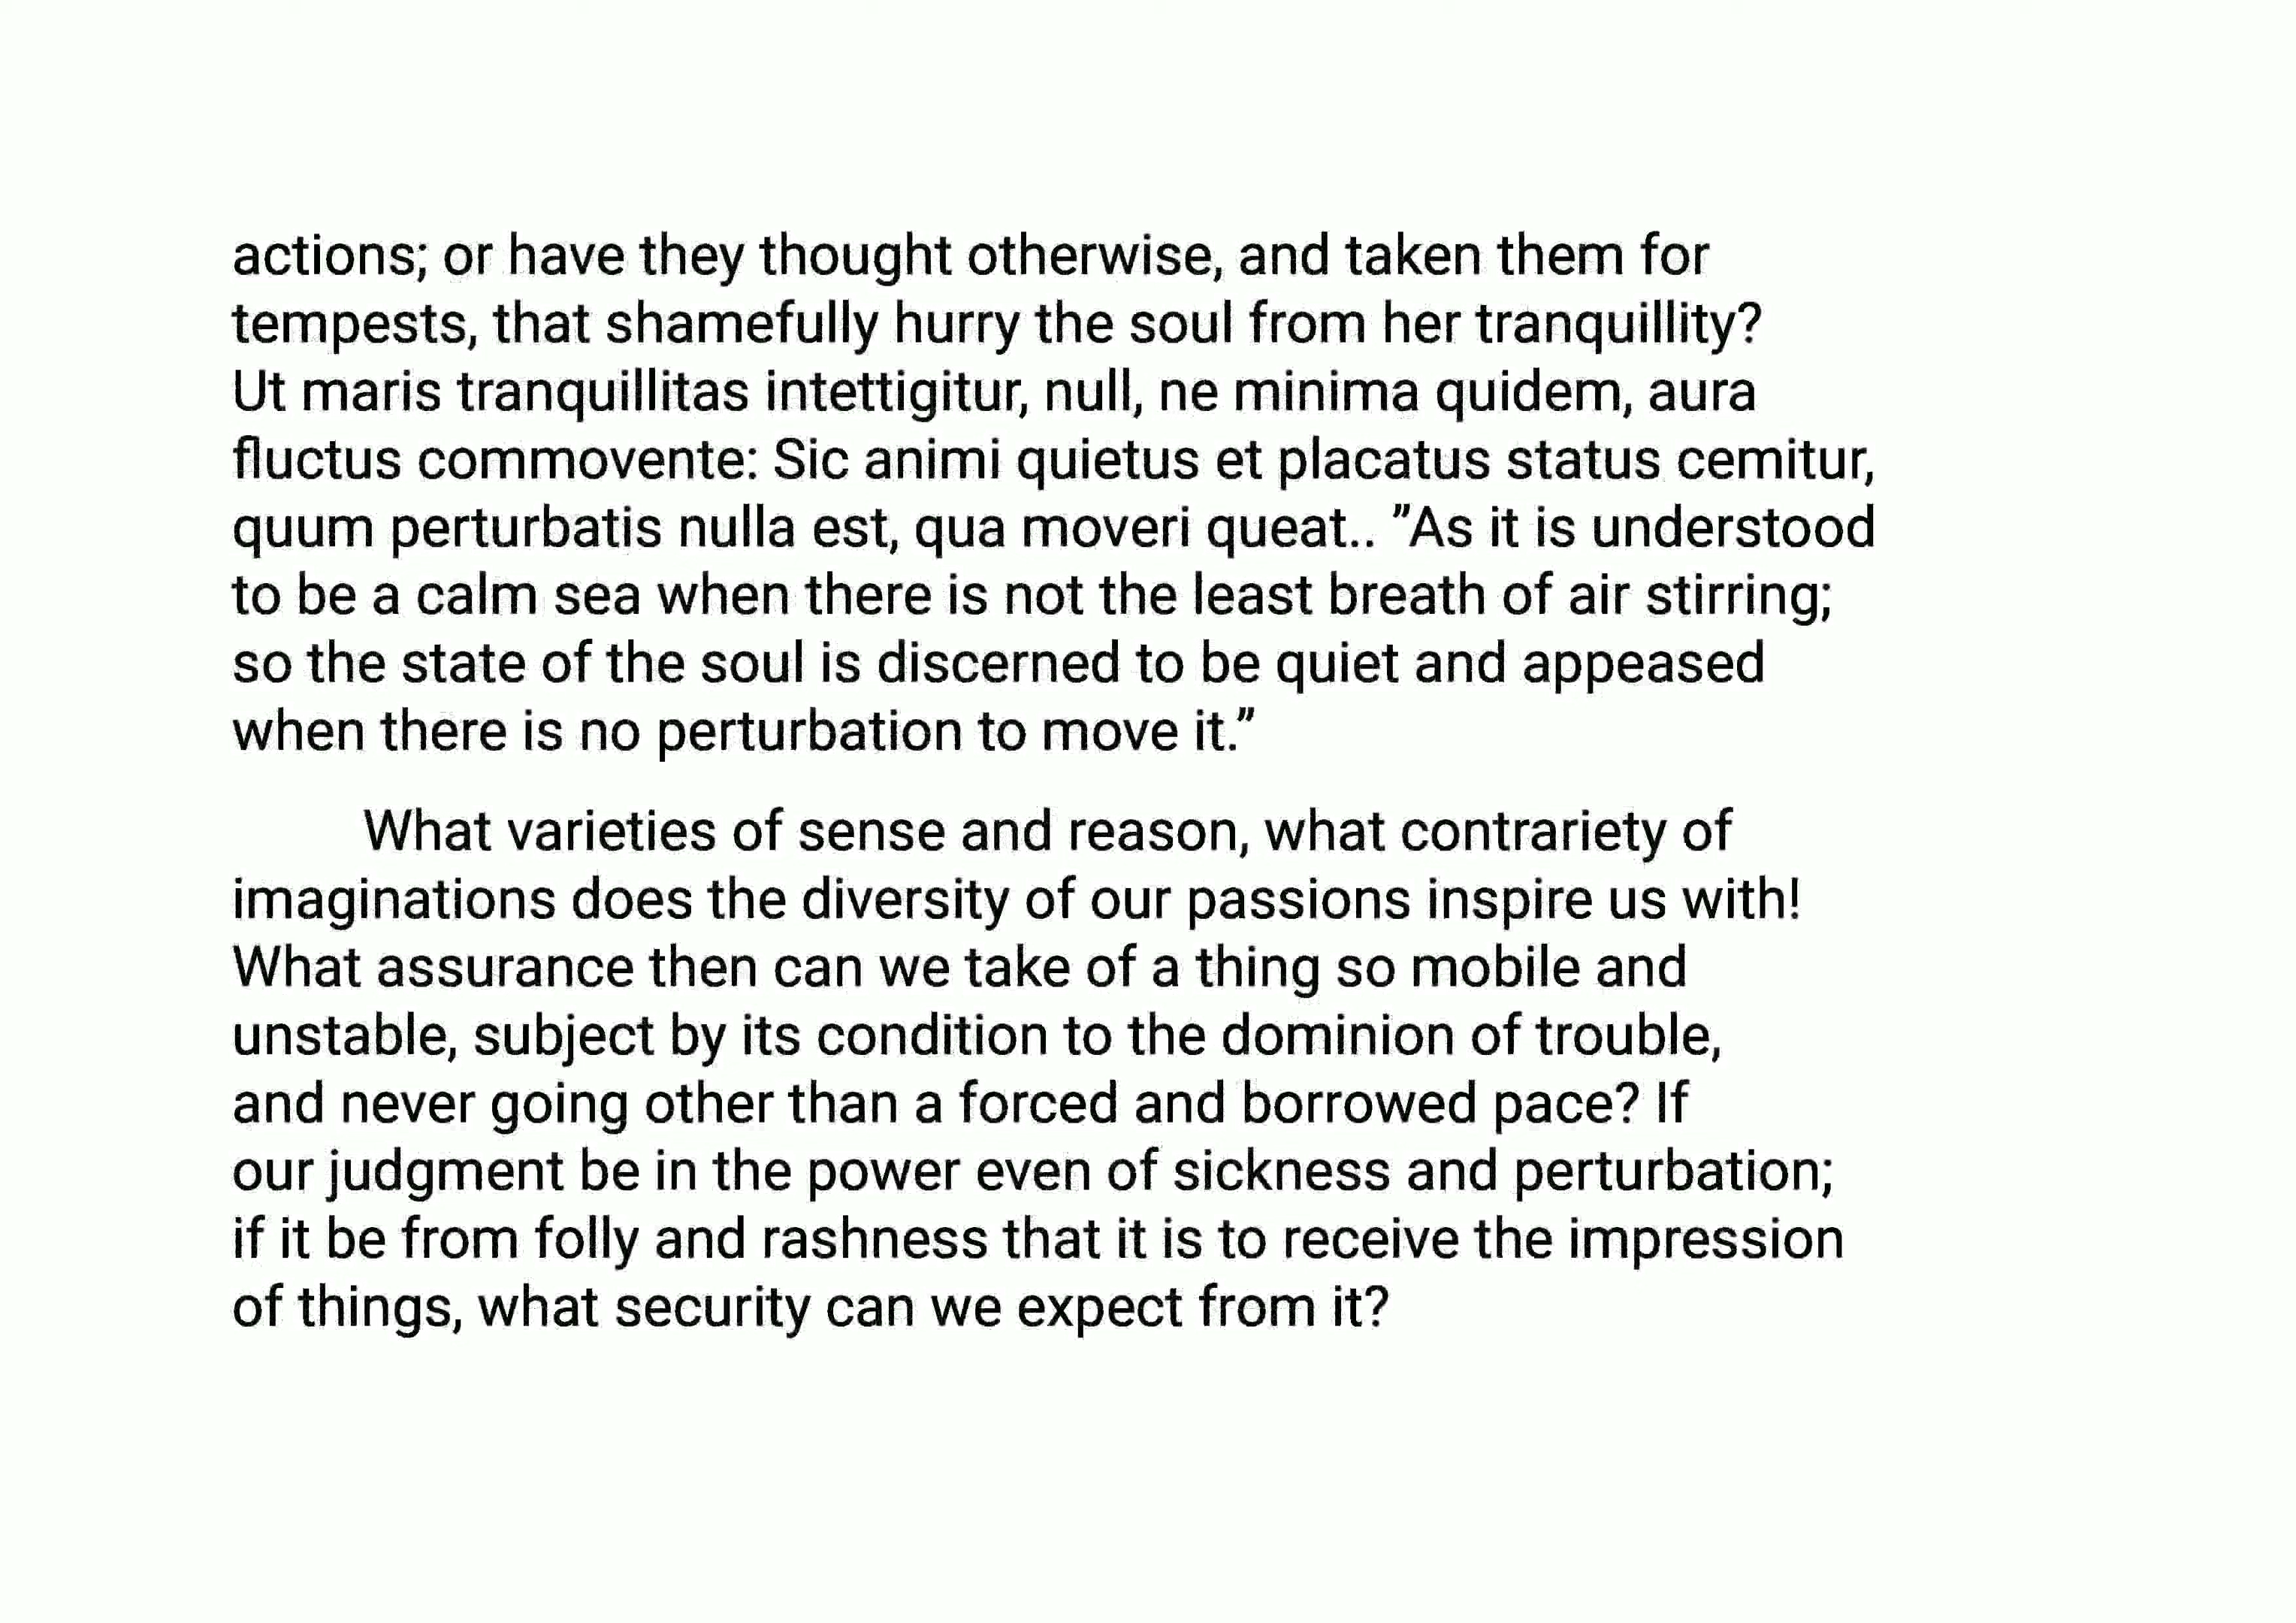 actions; or have they thought otherwise, and taken them for
tempests, that shamefully hurry the soul from her tranquillity?
Ut maris tranquillitas intettigitur, null, ne minima quidem, aura
fluctus commovente: Sic animi quietus et placatus status cemitur,
quum perturbatis nulla est, qua moveri queat.. ”As it is understood
to be a calm sea when there is not the least breath of air stirring;
so the state of the soul is discerned to be quiet and appeased
when there is no perturbation to move it.”
What varieties of sense and reason, what contrariety of
imaginations does the diversity of our passions inspire us with!
What assurance then can we take of a thing so mobile and
unstable, subject by its condition to the dominion of trouble,
and never going other than a forced and borrowed pace? If
our judgment be in the power even of sickness and perturbation;
if it be from folly and rashness that it is to receive the impression
of things, what security can we expect from it?